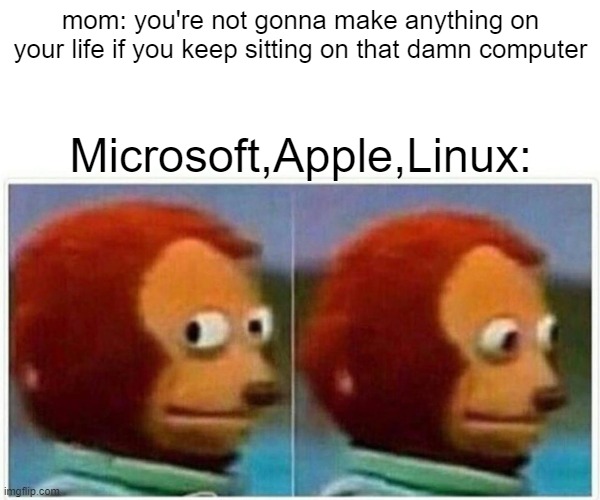 mom: you're not gonna make anything on
your life if you keep sitting on that damn computer
Microsoft,Apple,Linux:
imgflip.com